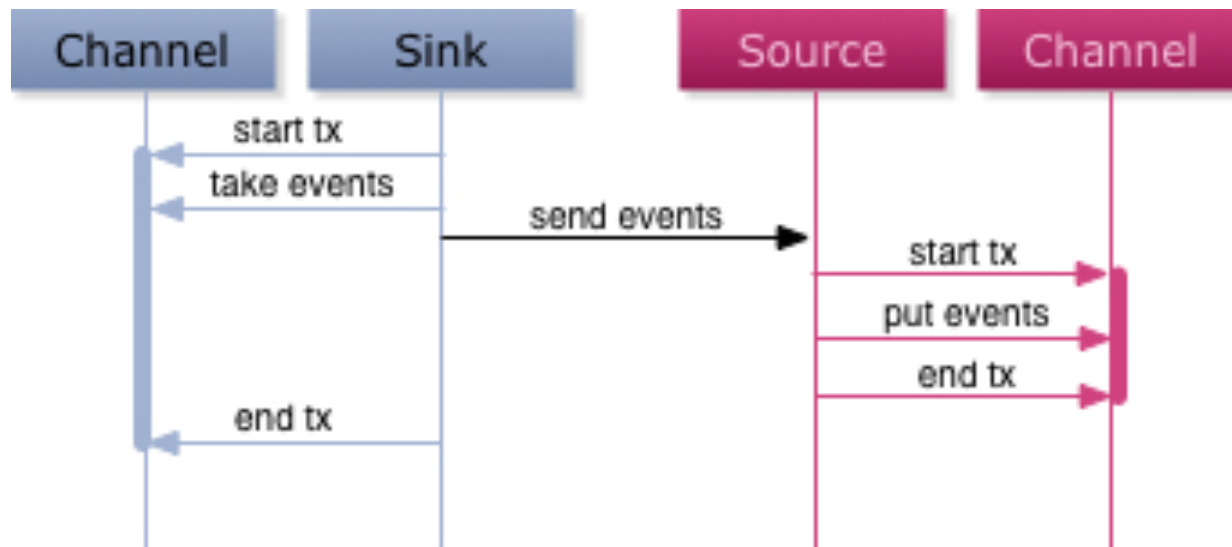 Channel
Sink
Source
Channel
start tx
take events
send events
start tx
put events
end tx
end tx